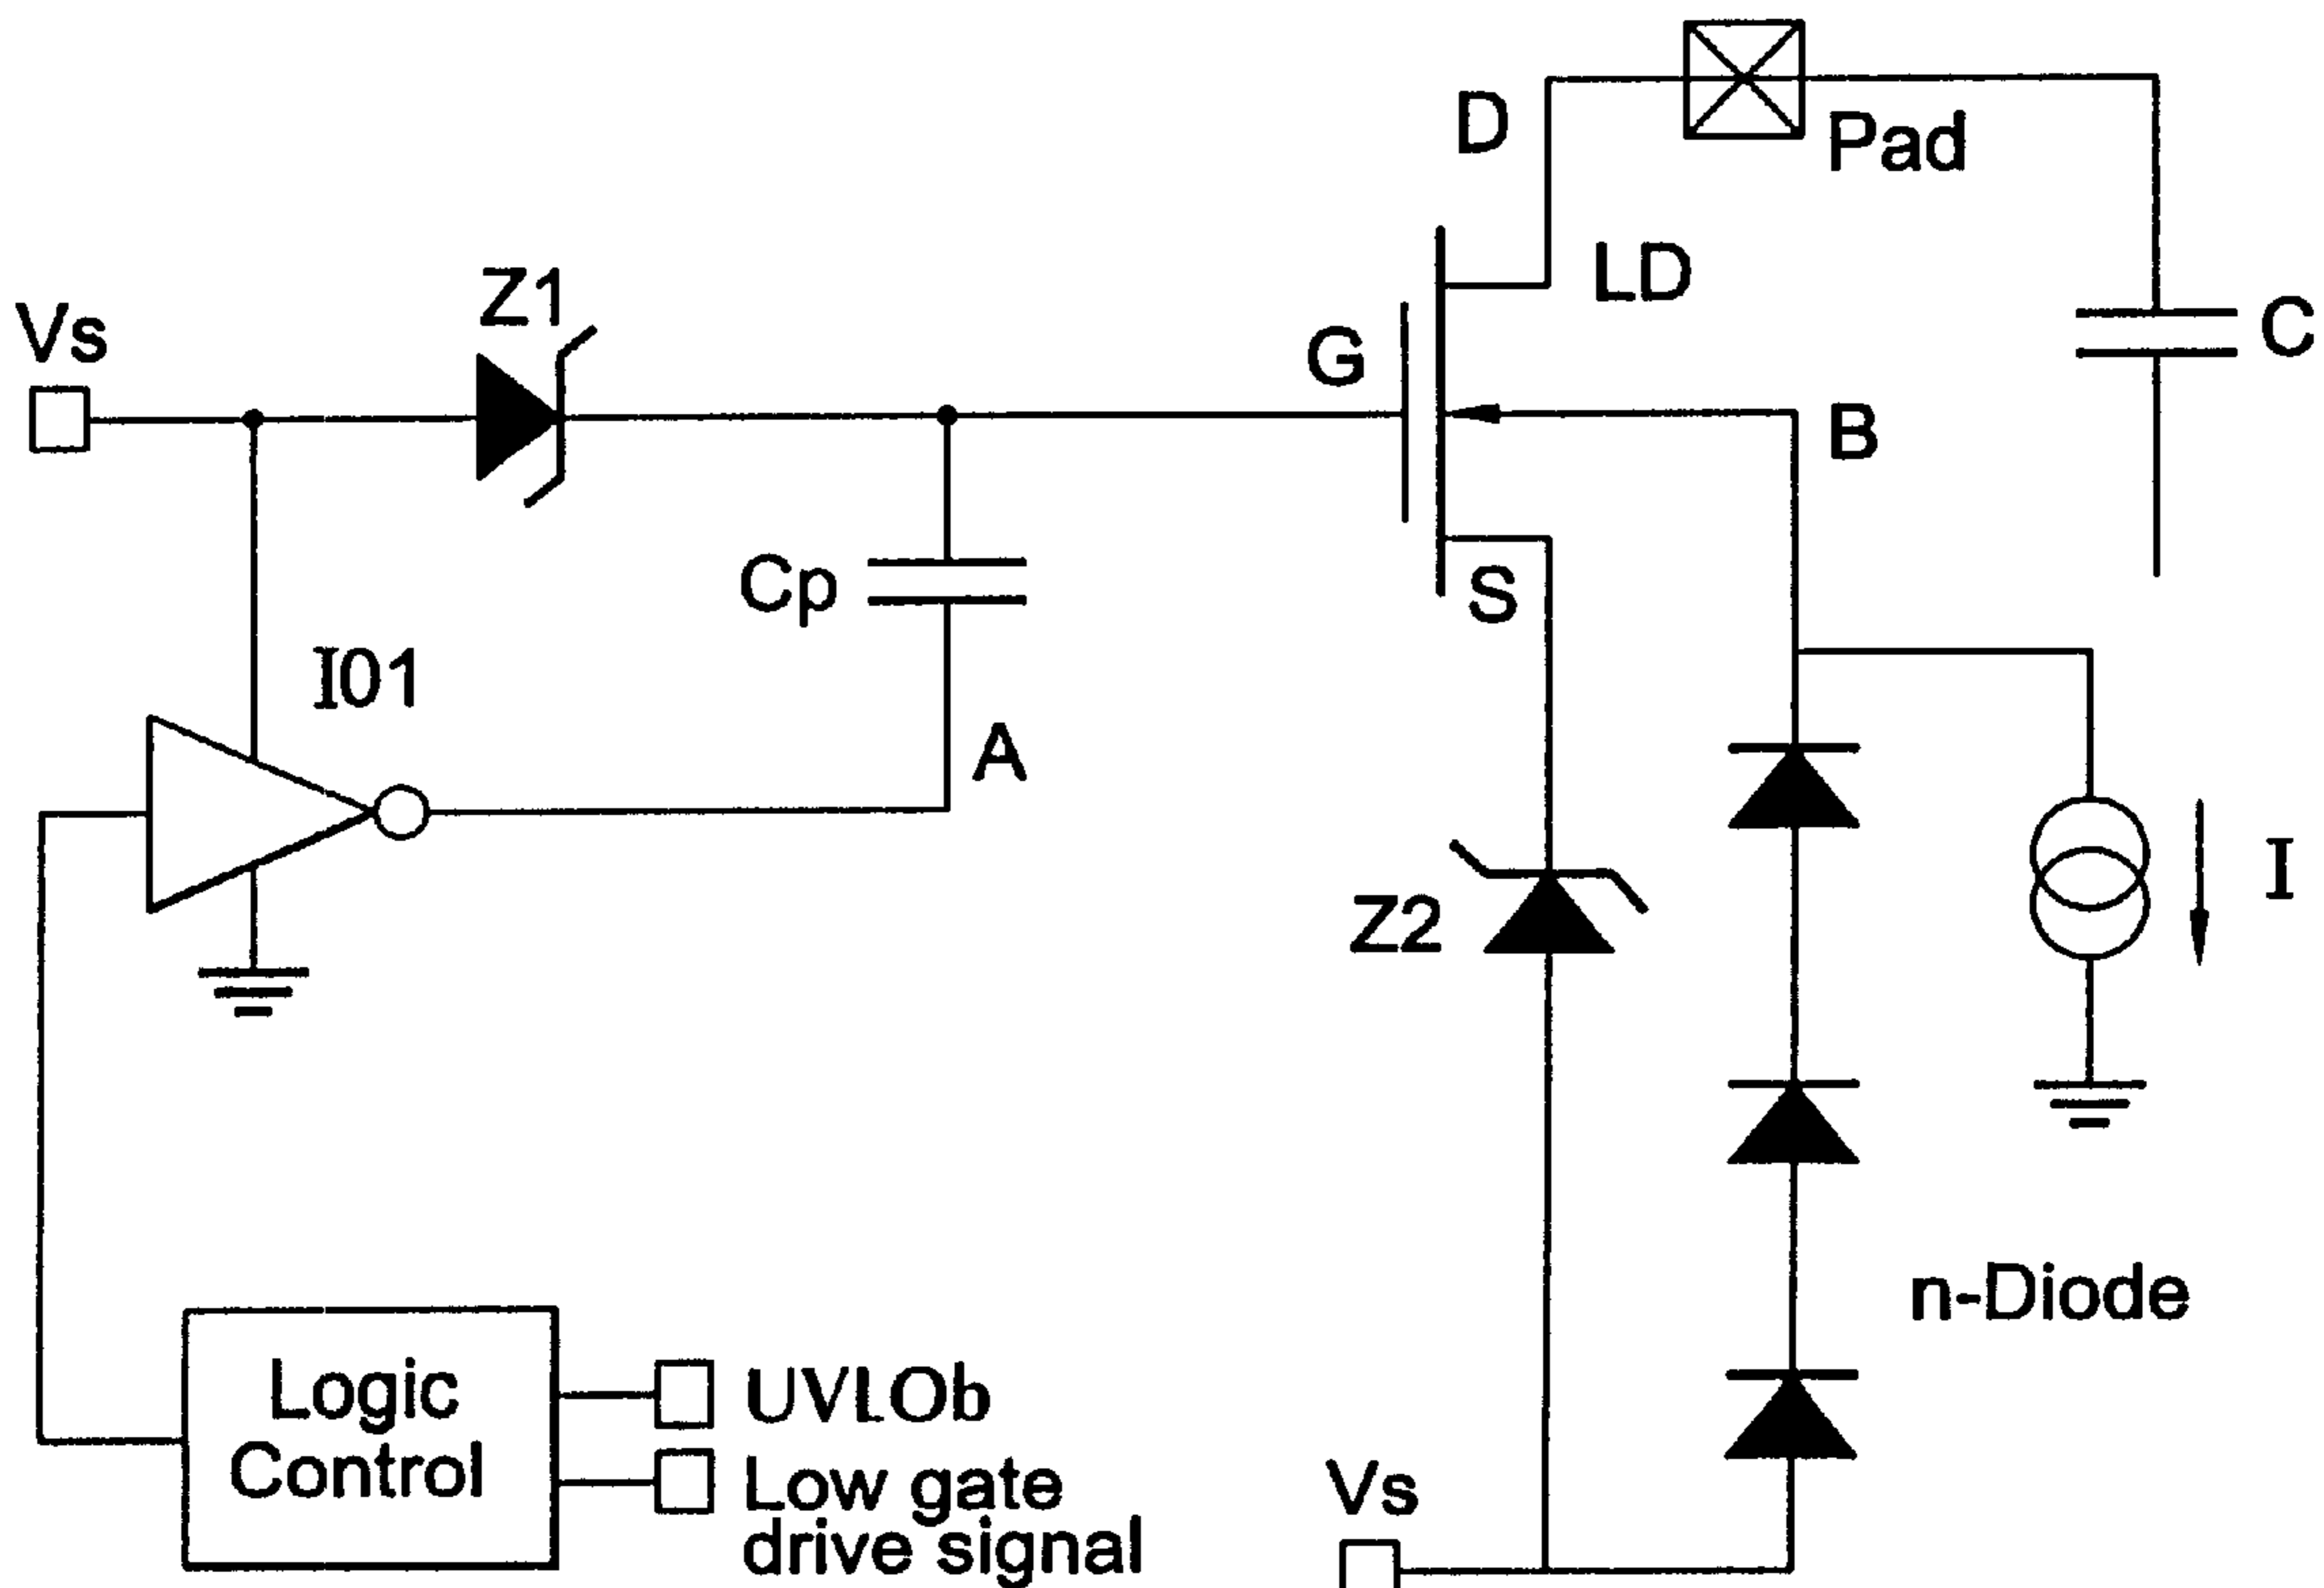 D
Pad
LD
Z1
Vs
G
C
B
Cp
S
I01
A
I
Z2
n-Diode
Logic
Control
UVLOb
Low gate
drive signal
Vs